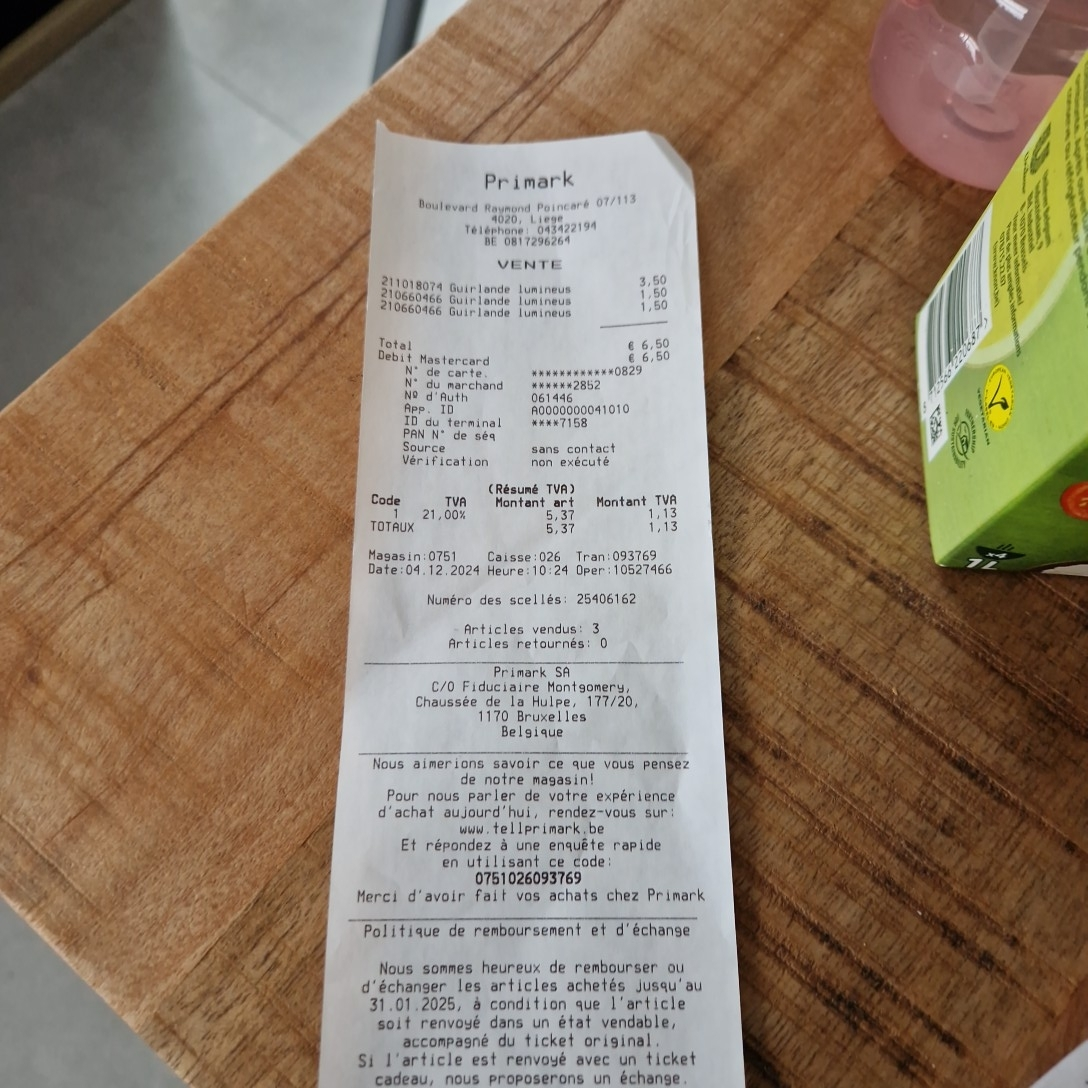 Primark
Boulevard Raymond Poincaré 07/113
4020, Liege
Téléphone: 043422194
BE 0817296264
VENTE
211018074 Guirlande lumineus 3,50
210660466 Guirlande lumineus 1,50
210660466 Guirlande lumineus 1,50
Total € 6,50
Debit Mastercard € 6,50
N° de carte. ************0829
N° du marchand ******2852
Nº d'Auth 061446
App. ID A0000000041010
ID du terminal ****7158
PAN N° de séq
Source sans contact
Vérification non exécuté
(Résumé TVA)
Code TVA Montant art Montant TVA
1 21,00% 5,37 1,13
TOTAUX 5,37 1,13
Magasin:0751 Caisse:026 Tran:093769
Date:04.12.2024 Heure:10:24 Oper:10527466
Numéro des scellés: 25406162
Articles vendus: 3
Articles retournés: 0
Primark SA
C/O Fiduciaire Montgomery,
Chaussée de la Hulpe, 177/20,
1170 Bruxelles
Belgique
Nous aimerions savoir ce que vous pensez
de notre magasin!
Pour nous parler de votre expérience
d'achat aujourd'hui, rendez-vous sur:
www.tellprimark.be
Et répondez à une enquête rapide
en utilisant ce code:
0751026093769
Merci d'avoir fait vos achats chez Primark
Politique de remboursement et d'échange
Nous sommes heureux de rembourser ou
d'échanger les articles achetés jusqu'au
31.01.2025, à condition que l'article
soit renvoyé dans un état vendable,
accompagné du ticket original.
Si l'article est renvoyé avec un ticket
cadeau, nous proposerons un échange.
VEGETARIAN
1L